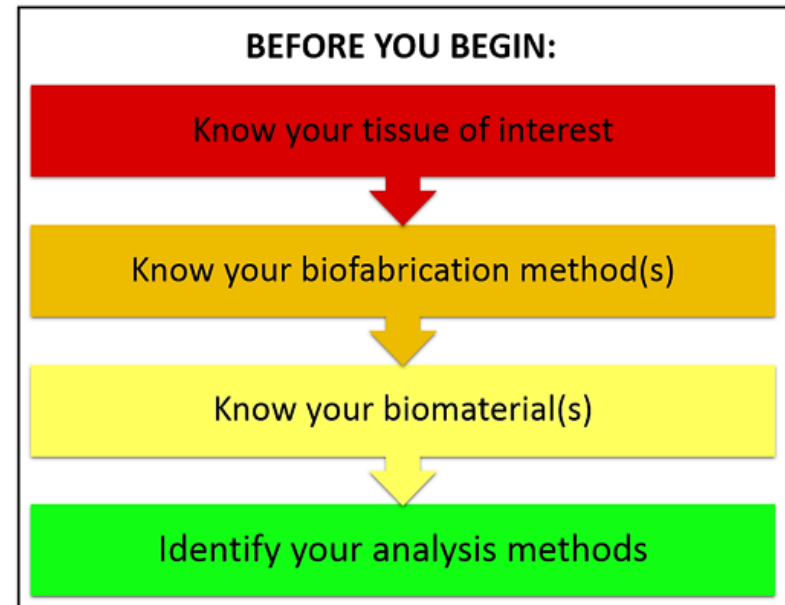 BEFORE YOU BEGIN:
Know your tissue of interest
Know your biofabrication method(s)
Know your biomaterial(s)
Identify your analysis methods